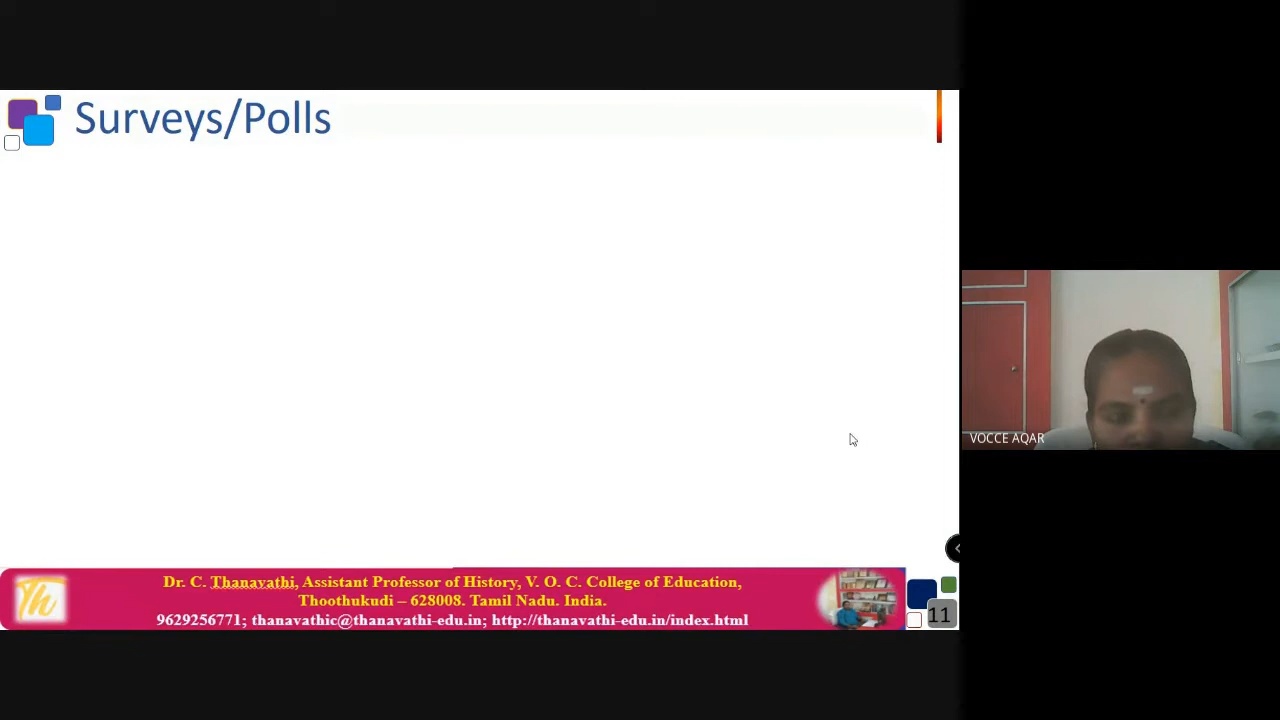 Surveys/Polls
VOCCE AQAR
Th
Dr. C. Thanavathi, Assistant Professor of History, V. O. C. College of Education,
Thoothukudi – 628008. Tamil Nadu. India.
9629256771; thanavathic@thanavathi-edu.in; http://thanavathi-edu.in/index.html
11